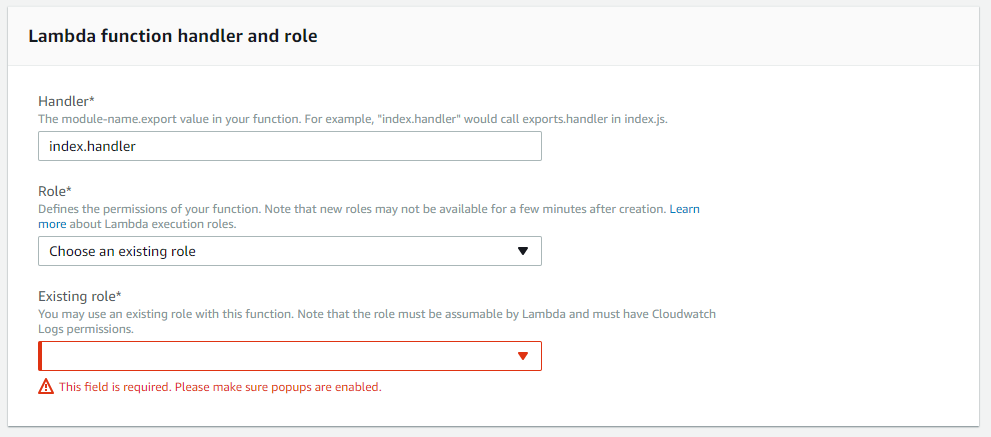 Lambda function handler and role
Handler*
The module-name.export value in your function. For example, "index.handler" would call exports.handler in index.js.
index.handler
Role*
Defines the permissions of your function. Note that new roles may not be available for a few minutes after creation. Learn
more about Lambda execution roles.
Choose an existing role
Existing role*
You may use an existing role with this function. Note that the role must be assumable by Lambda and must have Cloudwatch
Logs permissions.
This field is required. Please make sure popups are enabled.